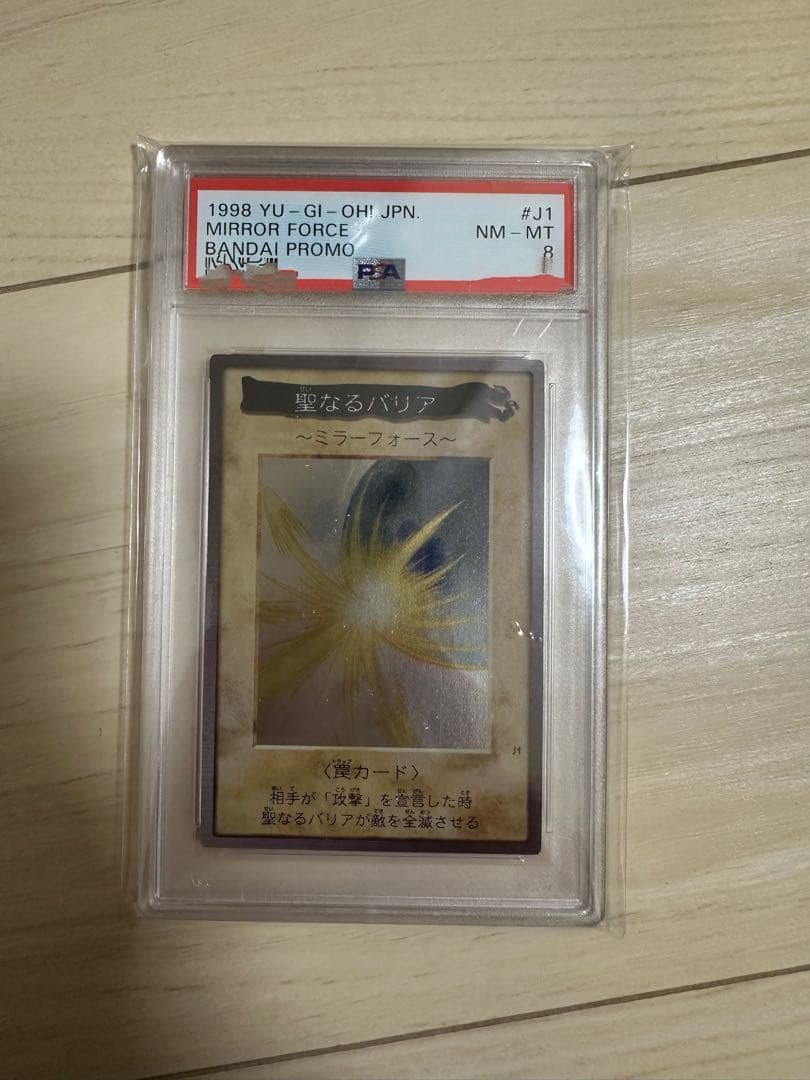 1998 YU-GI-OH! JPN. #J1
MIRROR FORCE NM-MT
BANDAI PROMO 8
PSA
聖なるバリア
～ミラーフォース～
J1
〈罠カード〉
相手が「攻撃」を宣言した時
聖なるバリアが敵を全滅させる